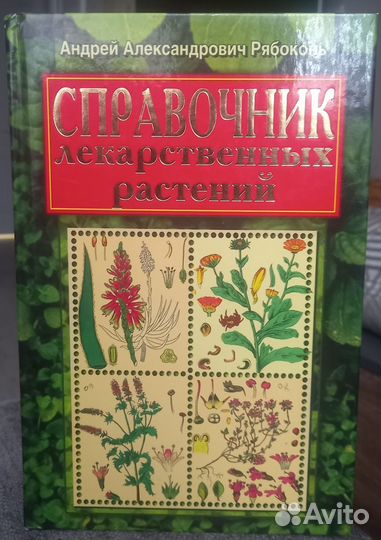 Андрей Александрович Рябоконь
СПРАВОЧНИК
лекарственных
растений
Avito